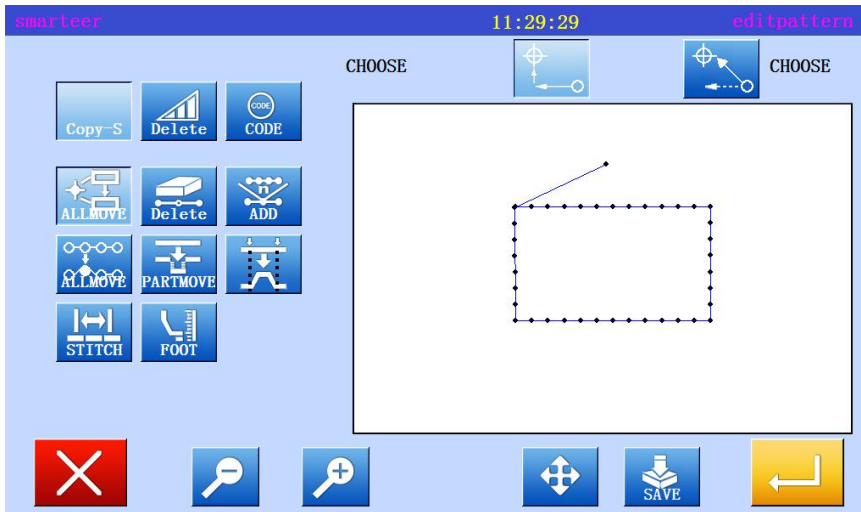 smarteer 11:29:29 editpattern
CHOOSE CHOOSE
Copy-S Delete CODE CODE
ALLMOVE Delete n ADD
ALLMOVE PARTMOVE
STITCH FOOT
SAVE